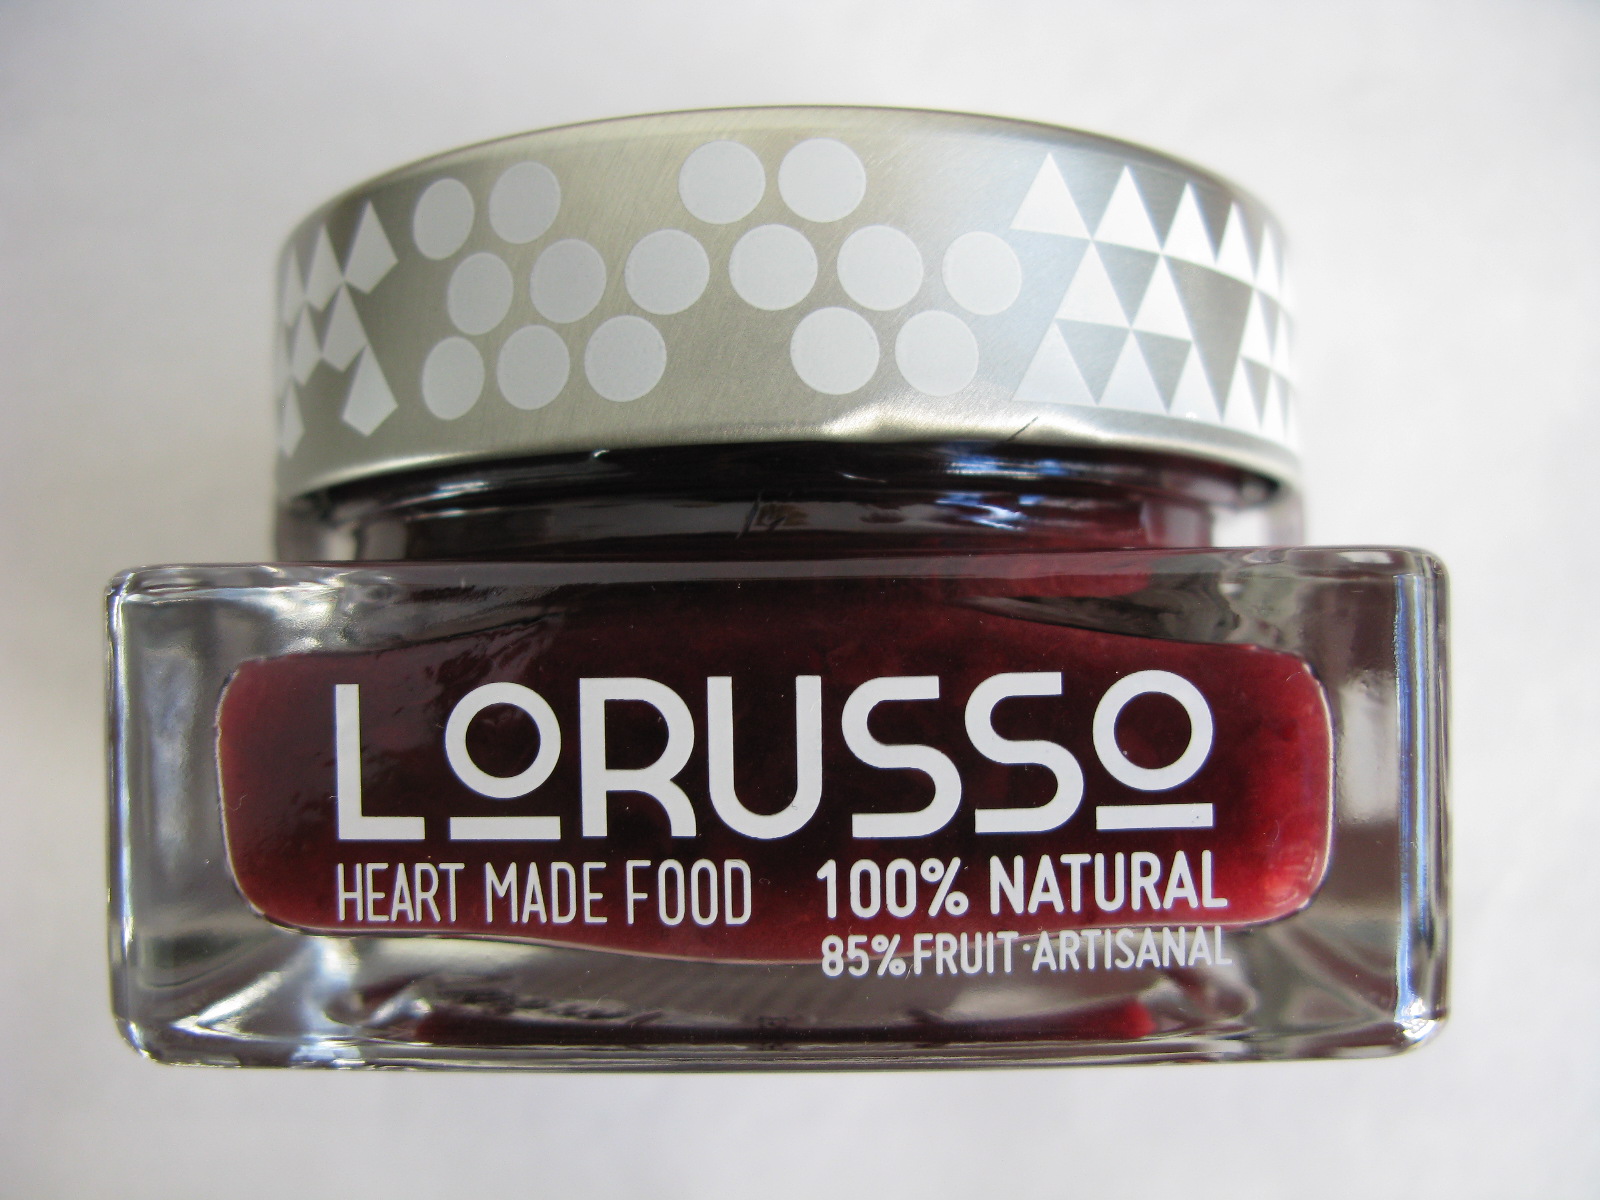 LoRUSSo
HEART MADE FOOD 100% NATURAL
85% FRUIT·ARTISANAL